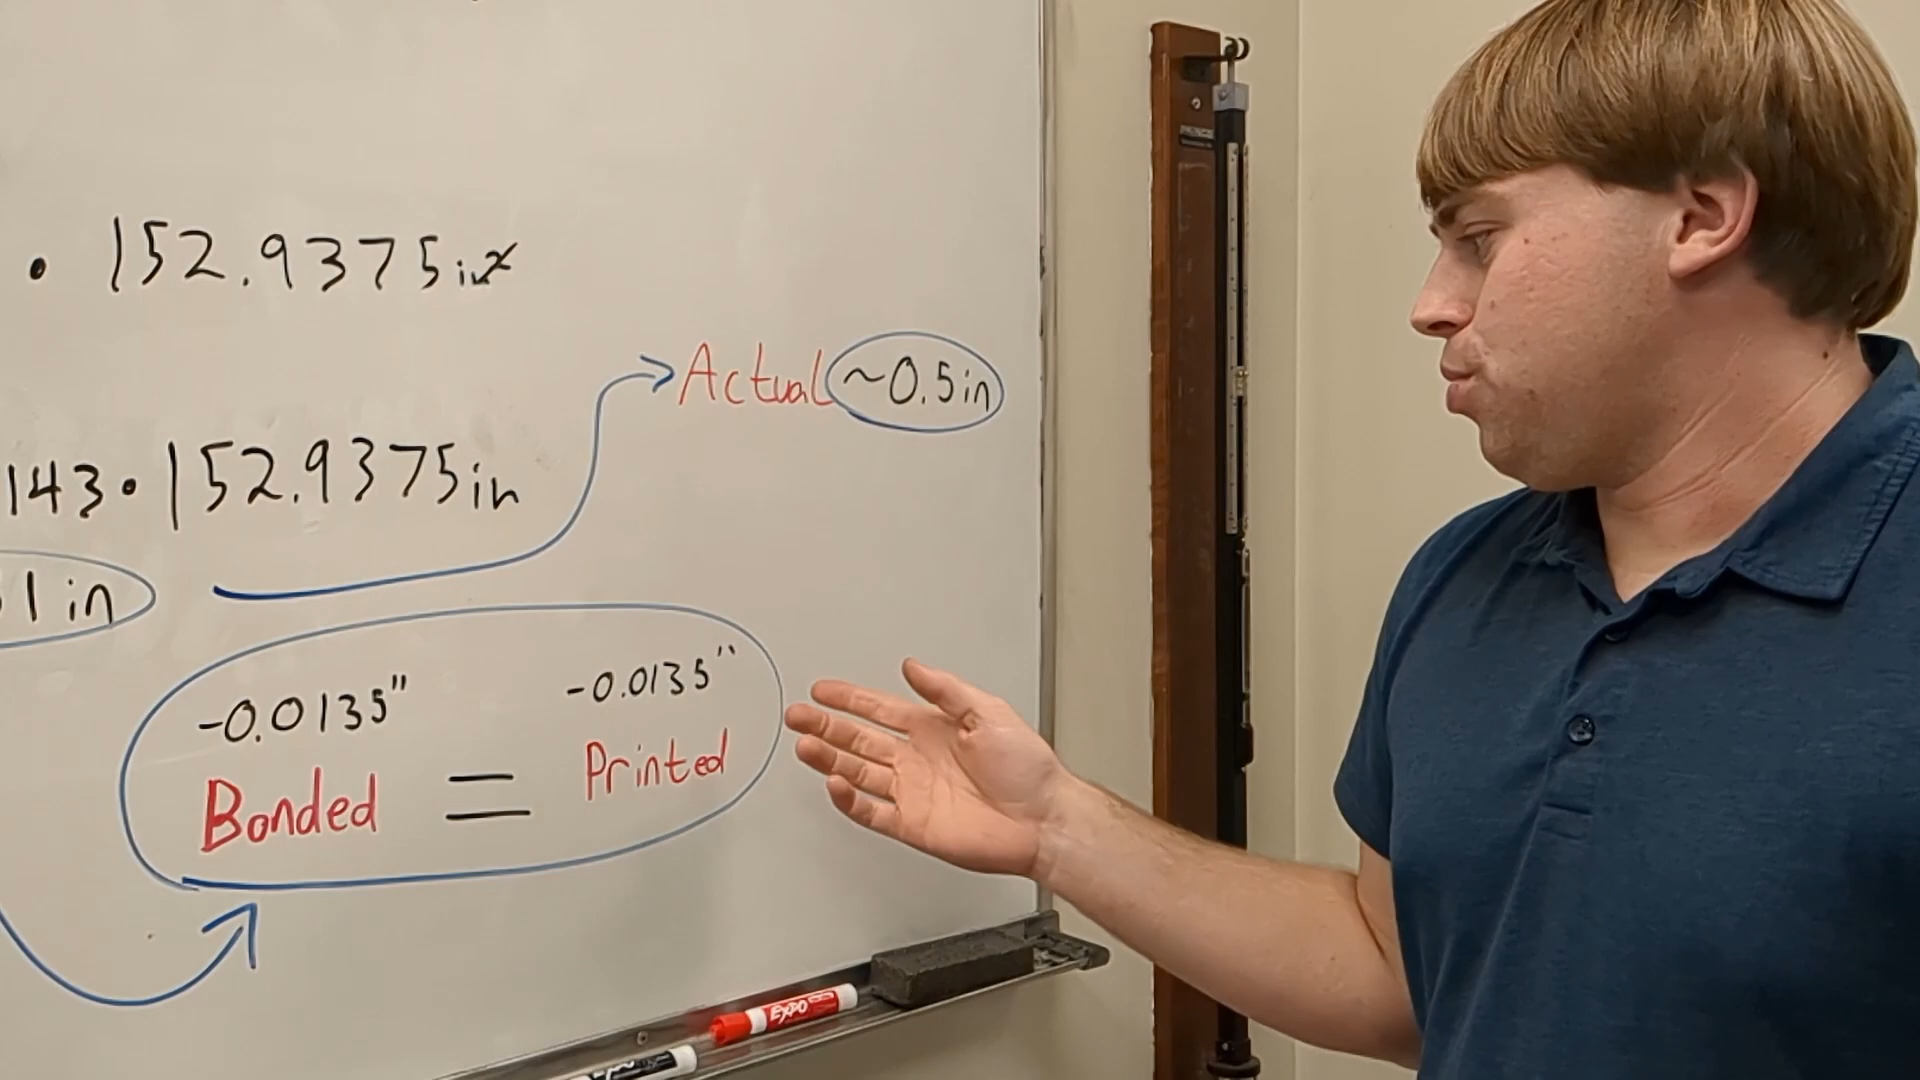 • 152.9375in
Actual ~0.5in
143 • 152.9375in
1 in
-0.0135" -0.0135"
Bonded = Printed
EXPO